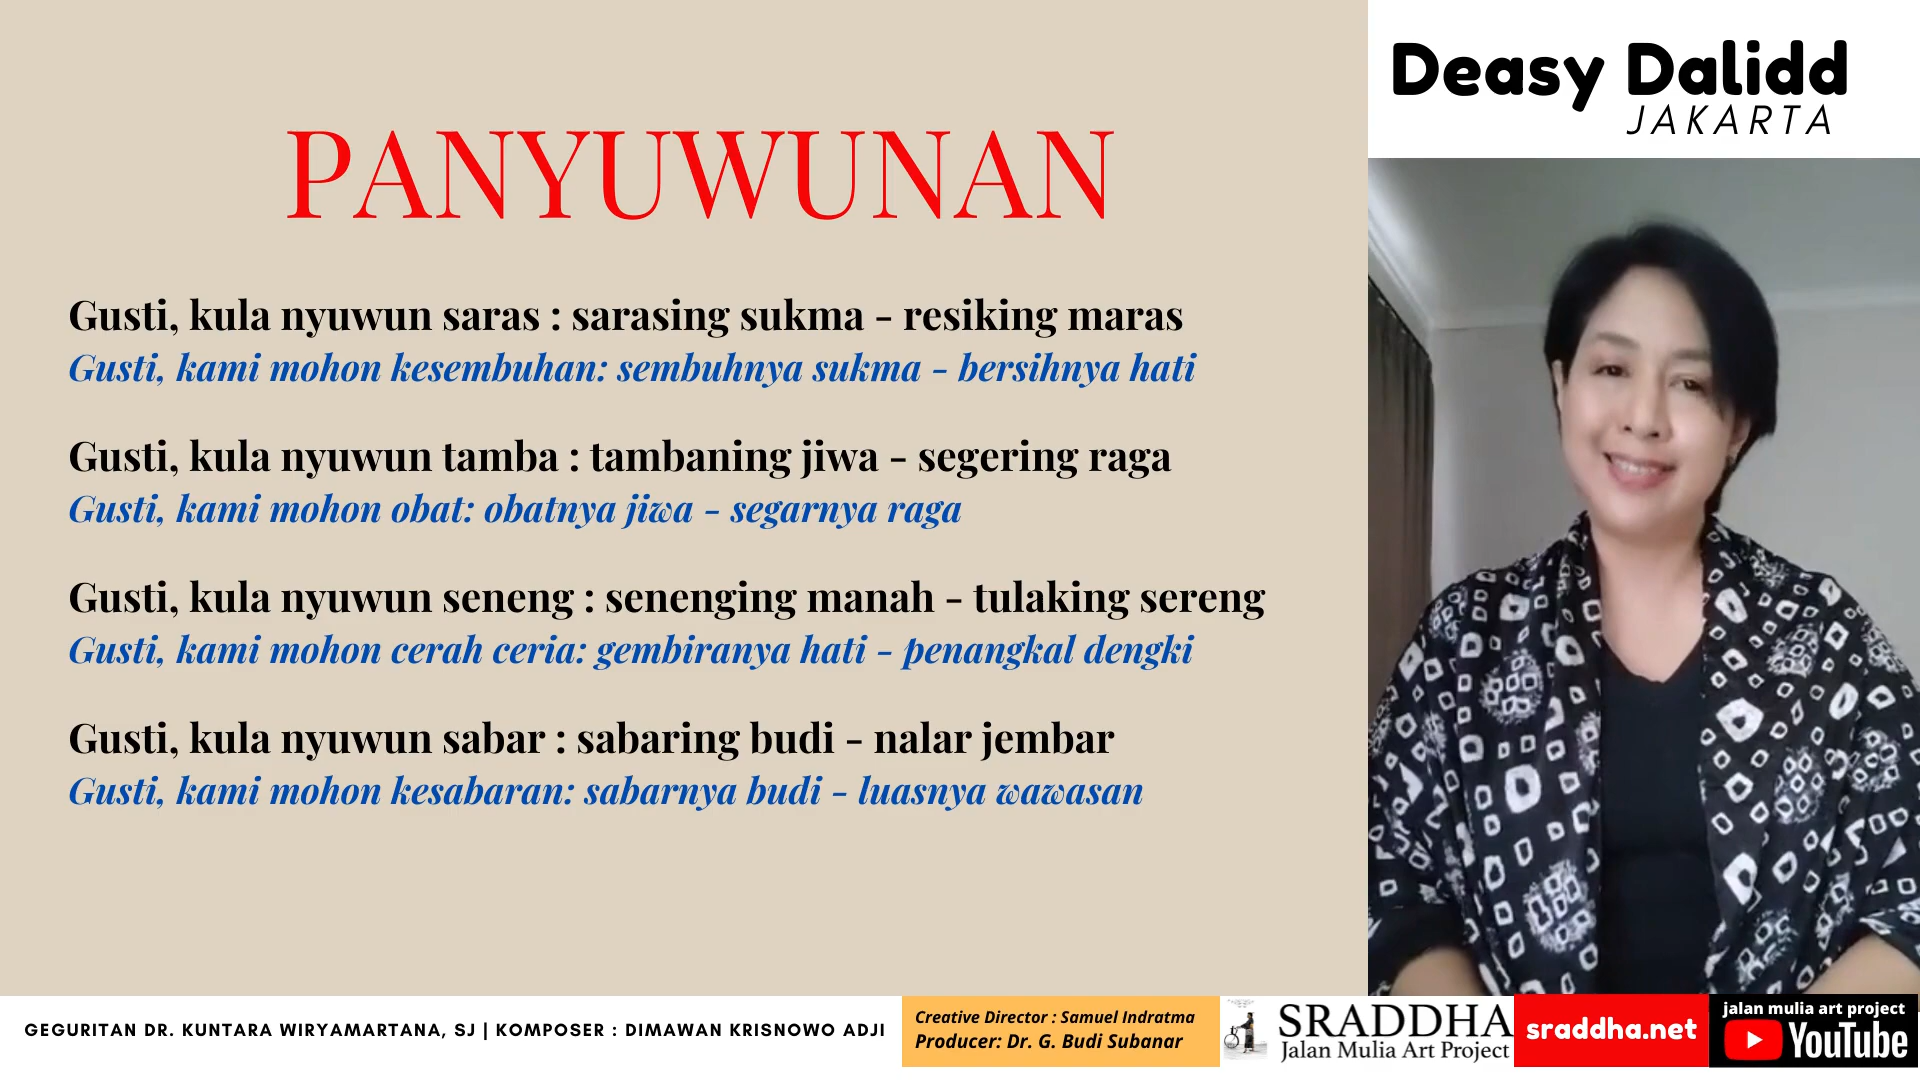 PANYUWUNAN
Gusti, kula nyuwun saras : sarasing sukma - resiking maras
Gusti, kami mohon kesembuhan: sembuhnya sukma - bersihnya hati
Gusti, kula nyuwun tamba : tambaning jiwa - segering raga
Gusti, kami mohon obat: obatnya jiwa - segarnya raga
Gusti, kula nyuwun seneng : senenging manah - tulaking sereng
Gusti, kami mohon cerah ceria: gembiranya hati - penangkal dengki
Gusti, kula nyuwun sabar : sabaring budi - nalar jembar
Gusti, kami mohon kesabaran: sabarnya budi - luasnya wawasan
Deasy Dalidd
JAKARTA
GEGURITAN DR. KUNTARA WIRYAMARTANA, SJ | KOMPOSER : DIMAWAN KRISNOWO ADJI
Creative Director : Samuel Indratma
Producer: Dr. G. Budi Subanar
SRADDHA
Jalan Mulia Art Project
sraddha.net
jalan mulia art project
YouTube